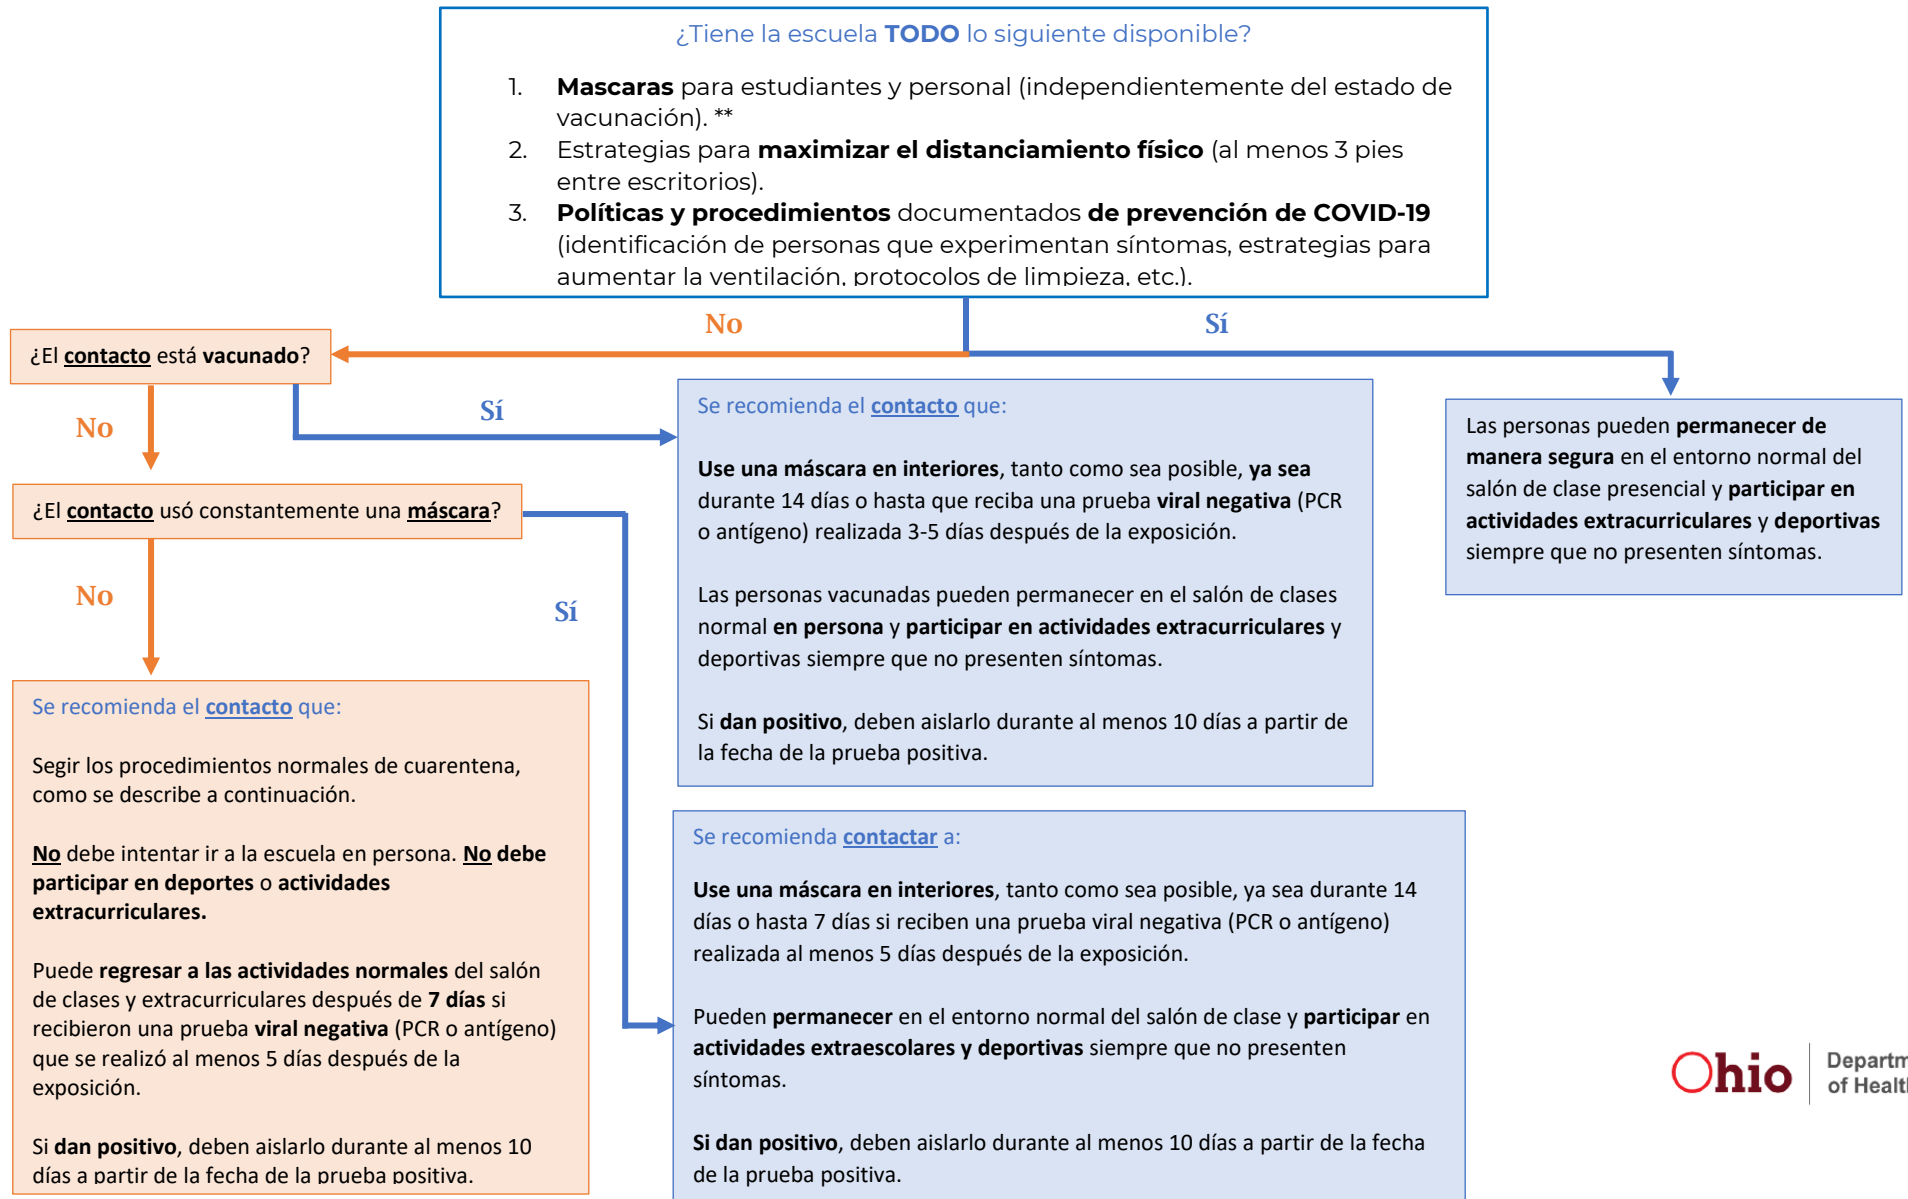 ¿Tiene la escuela TODO lo siguiente disponible?
1. Mascaras para estudiantes y personal (independientemente del estado de
vacunación). **
2. Estrategias para maximizar el distanciamiento físico (al menos 3 pies
entre escritorios).
3. Políticas y procedimientos documentados de prevención de COVID-19
(identificación de personas que experimentan síntomas, estrategias para
aumentar la ventilación, protocolos de limpieza, etc.).
No
Sí
¿El contacto está vacunado?
No
Sí
¿El contacto usó constantemente una máscara?
No
Sí
Se recomienda el contacto que:
Use una máscara en interiores, tanto como sea posible, ya sea
durante 14 días o hasta que reciba una prueba viral negativa (PCR
o antígeno) realizada 3-5 días después de la exposición.
Las personas vacunadas pueden permanecer en el salón de clases
normal en persona y participar en actividades extracurriculares y
deportivas siempre que no presenten síntomas.
Si dan positivo, deben aislarlo durante al menos 10 días a partir de
la fecha de la prueba positiva.
Las personas pueden permanecer de
manera segura en el entorno normal del
salón de clase presencial y participar en
actividades extracurriculares y deportivas
siempre que no presenten síntomas.
Se recomienda el contacto que:
Segir los procedimientos normales de cuarentena,
como se describe a continuación.
No debe intentar ir a la escuela en persona. No debe
participar en deportes o actividades
extracurriculares.
Puede regresar a las actividades normales del salón
de clases y extracurriculares después de 7 días si
recibieron una prueba viral negativa (PCR o antígeno)
que se realizó al menos 5 días después de la
exposición.
Si dan positivo, deben aislarlo durante al menos 10
días a partir de la fecha de la prueba positiva.
Se recomienda contactar a:
Use una máscara en interiores, tanto como sea posible, ya sea durante 14
días o hasta 7 días si reciben una prueba viral negativa (PCR o antígeno)
realizada al menos 5 días después de la exposición.
Pueden permanecer en el entorno normal del salón de clase y participar en
actividades extraescolares y deportivas siempre que no presenten
síntomas.
Si dan positivo, deben aislarlo durante al menos 10 días a partir de la fecha
de la prueba positiva.
Ohio
Departm
of Healt